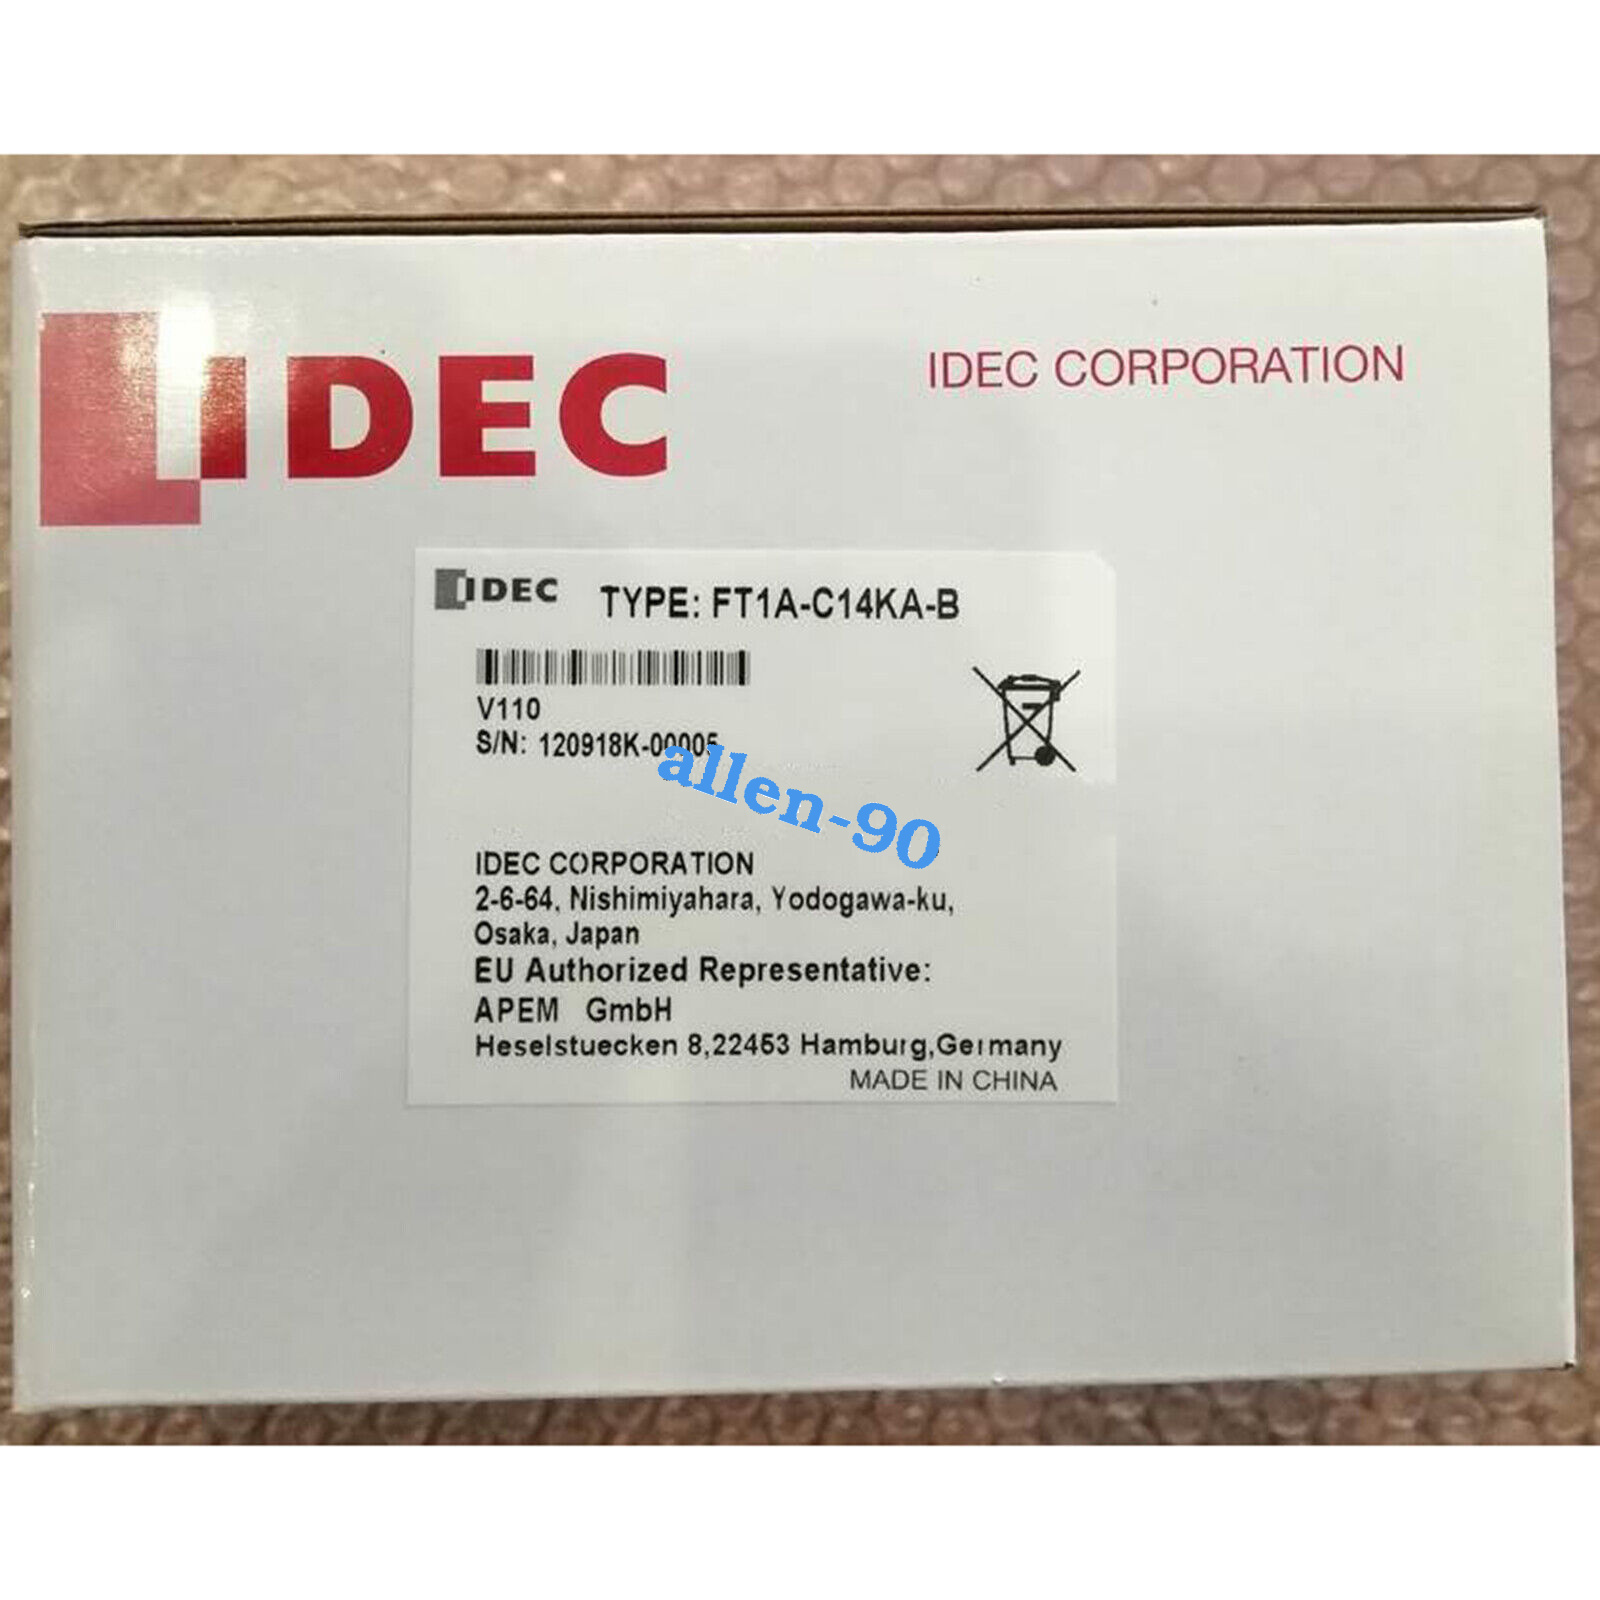 IDEC
IDEC CORPORATION
IDEC TYPE: FT1A-C14KA-B
V110
S/N: 120918K-00005
allen-90
IDEC CORPORATION
2-6-64, Nishimiyahara, Yodogawa-ku,
Osaka, Japan
EU Authorized Representative:
APEM GmbH
Heselstuecken 8,22453 Hamburg,Germany
MADE IN CHINA